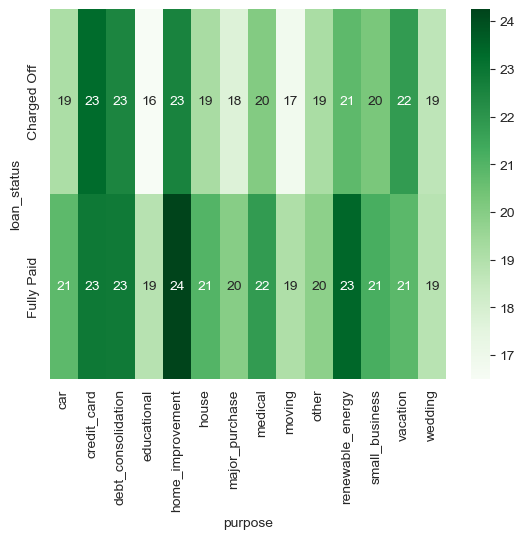 loan_status
Charged Off
19 23 23 16 23 19 18 20 17 19 21 20 22 19
Fully Paid
21 23 23 19 24 21 20 22 19 20 23 21 21 19
car
credit_card
debt_consolidation
educational
home_improvement
house
major_purchase
medical
moving
other
renewable_energy
small_business
vacation
wedding
purpose
24
23
22
21
20
19
18
17